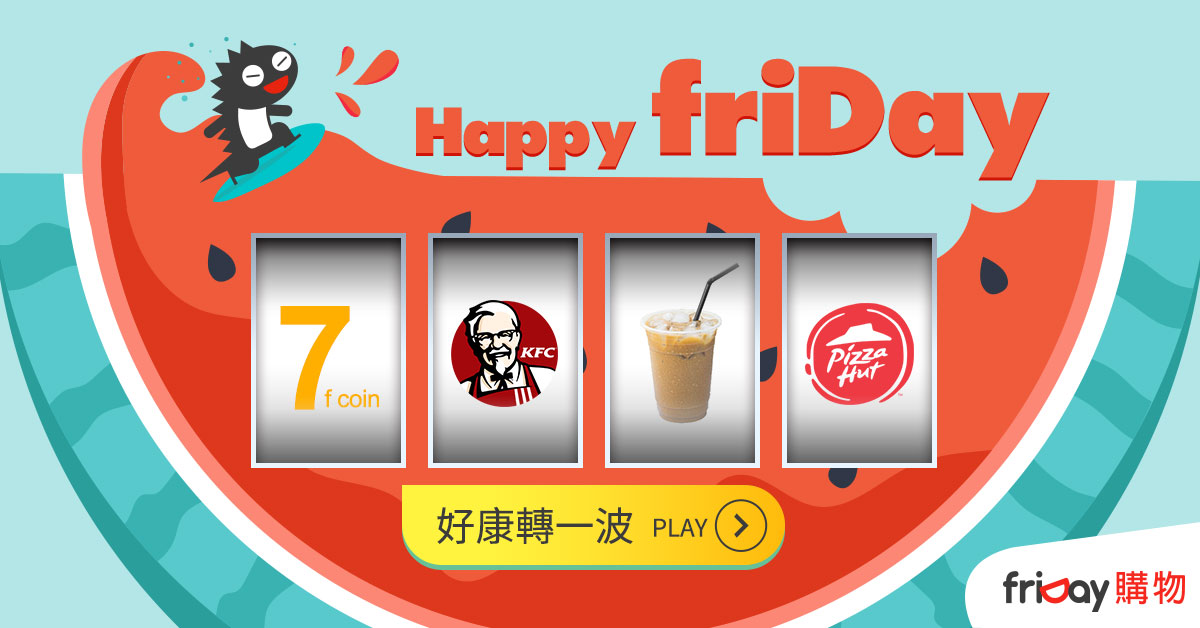 Happy friDay
7 f coin
KFC
Pizza
Hut
好康轉一波 PLAY
friDay購物